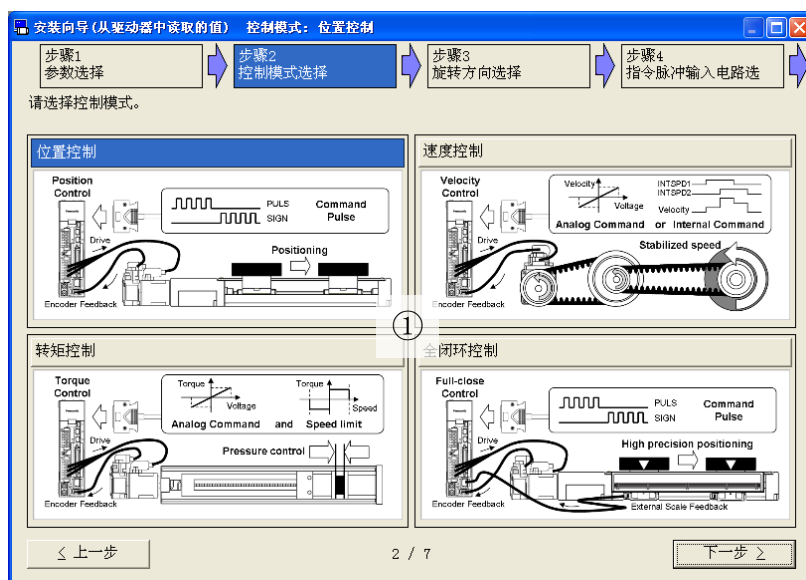 安装向导(从驱动器中读取的值) 控制模式: 位置控制
步骤1
参数选择
步骤2
控制模式选择
步骤3
旋转方向选择
步骤4
指令脉冲输入电路选
请选择控制模式。
位置控制
Position
Control
PULS
SIGN
Command
Pulse
Drive
Positioning
Encoder Feedback
速度控制
Velocity
Control
Velocity
Voltage
INTSPD1
INTSPD2
Velocity
Analog Command or Internal Command
Drive
Stabilized speed
Encoder Feedback
①
转矩控制
Torque
Control
Torque
Voltage
Torque
Speed
Analog Command and Speed limit
Drive
Pressure control
Encoder Feedback
全闭环控制
Full-close
Control
PULS
SIGN
Command
Pulse
Drive
High precision positioning
Encoder Feedback
External Scale Feedback
< 上一步
2 / 7
下一步 >